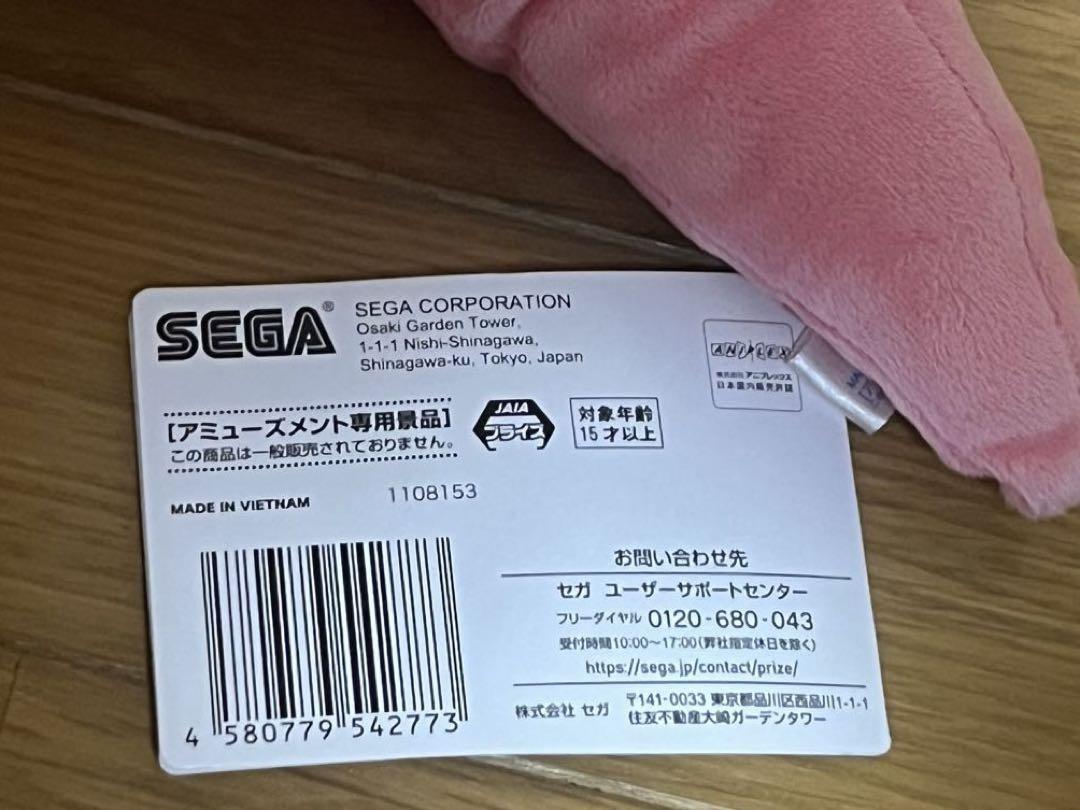 SEGA®
SEGA CORPORATION
Osaki Garden Tower,
1-1-1 Nishi-Shinagawa,
Shinagawa-ku, Tokyo, Japan
ANIPLEX
株式会社 アニプレックス
日本国内販売許諾
[アミューズメント専用景品]
この商品は一般販売されておりません。
JAIA
プライズ
対象年齢
15才以上
MADE IN VIETNAM
1108153
4 580779 542773
お問い合わせ先
セガ ユーザーサポートセンター
フリーダイヤル 0120-680-043
受付時間10:00～17:00(弊社指定休日を除く)
https://sega.jp/contact/prize/
株式会社 セガ
〒141-0033 東京都品川区西品川1-1-1
住友不動産大崎ガーデンタワー